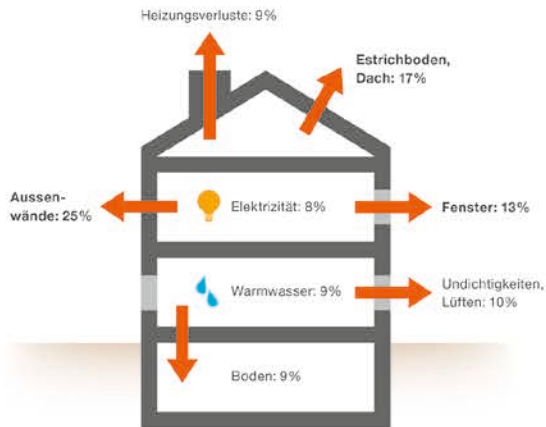 Heizungsverluste: 9%
Estrichboden,
Dach: 17%
Aussen-
wände: 25%
Elektrizität: 8%
Fenster: 13%
Warmwasser: 9%
Undichtigkeiten,
Lüften: 10%
Boden: 9%